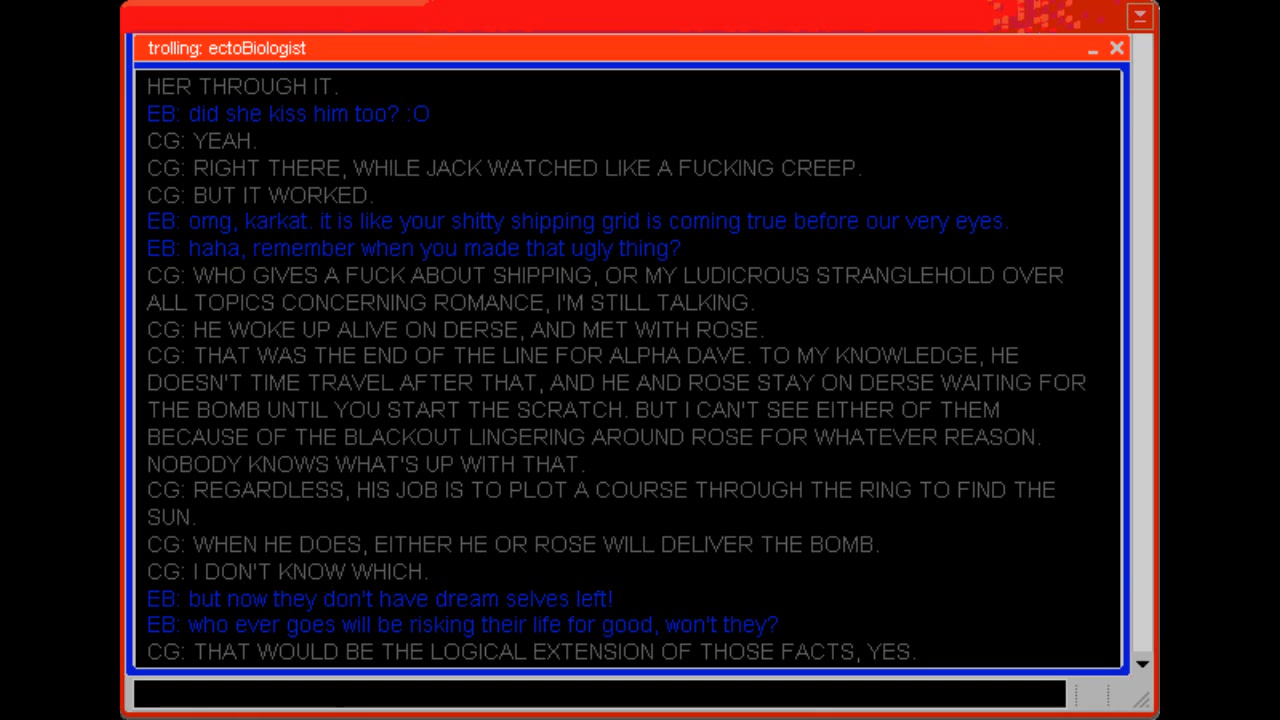 trolling: ectoBiologist
HER THROUGH IT.
EB: did she kiss him too? :O
CG: YEAH.
CG: RIGHT THERE, WHILE JACK WATCHED LIKE A FUCKING CREEP.
CG: BUT IT WORKED.
EB: omg, karkat. it is like your shitty shipping grid is coming true before our very eyes.
EB: haha, remember when you made that ugly thing?
CG: WHO GIVES A FUCK ABOUT SHIPPING, OR MY LUDICROUS STRANGLEHOLD OVER
ALL TOPICS CONCERNING ROMANCE, I'M STILL TALKING.
CG: HE WOKE UP ALIVE ON DERSE, AND MET WITH ROSE.
CG: THAT WAS THE END OF THE LINE FOR ALPHA DAVE. TO MY KNOWLEDGE, HE
DOESN'T TIME TRAVEL AFTER THAT, AND HE AND ROSE STAY ON DERSE WAITING FOR
THE BOMB UNTIL YOU START THE SCRATCH. BUT I CAN'T SEE EITHER OF THEM
BECAUSE OF THE BLACKOUT LINGERING AROUND ROSE FOR WHATEVER REASON.
NOBODY KNOWS WHAT'S UP WITH THAT.
CG: REGARDLESS, HIS JOB IS TO PLOT A COURSE THROUGH THE RING TO FIND THE
SUN.
CG: WHEN HE DOES, EITHER HE OR ROSE WILL DELIVER THE BOMB.
CG: I DON'T KNOW WHICH.
EB: but now they don't have dream selves left!
EB: who ever goes will be risking their life for good, won't they?
CG: THAT WOULD BE THE LOGICAL EXTENSION OF THOSE FACTS, YES.